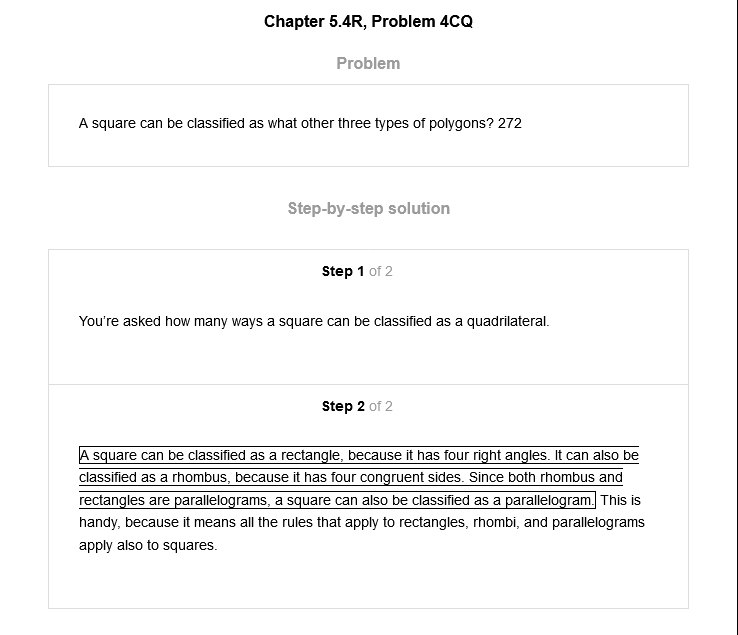 Chapter 5.4R, Problem 4CQ
Problem
A square can be classified as what other three types of polygons? 272
Step-by-step solution
Step 1 of 2
You’re asked how many ways a square can be classified as a quadrilateral.
Step 2 of 2
A square can be classified as a rectangle, because it has four right angles. It can also be
classified as a rhombus, because it has four congruent sides. Since both rhombus and
rectangles are parallelograms, a square can also be classified as a parallelogram. This is
handy, because it means all the rules that apply to rectangles, rhombi, and parallelograms
apply also to squares.